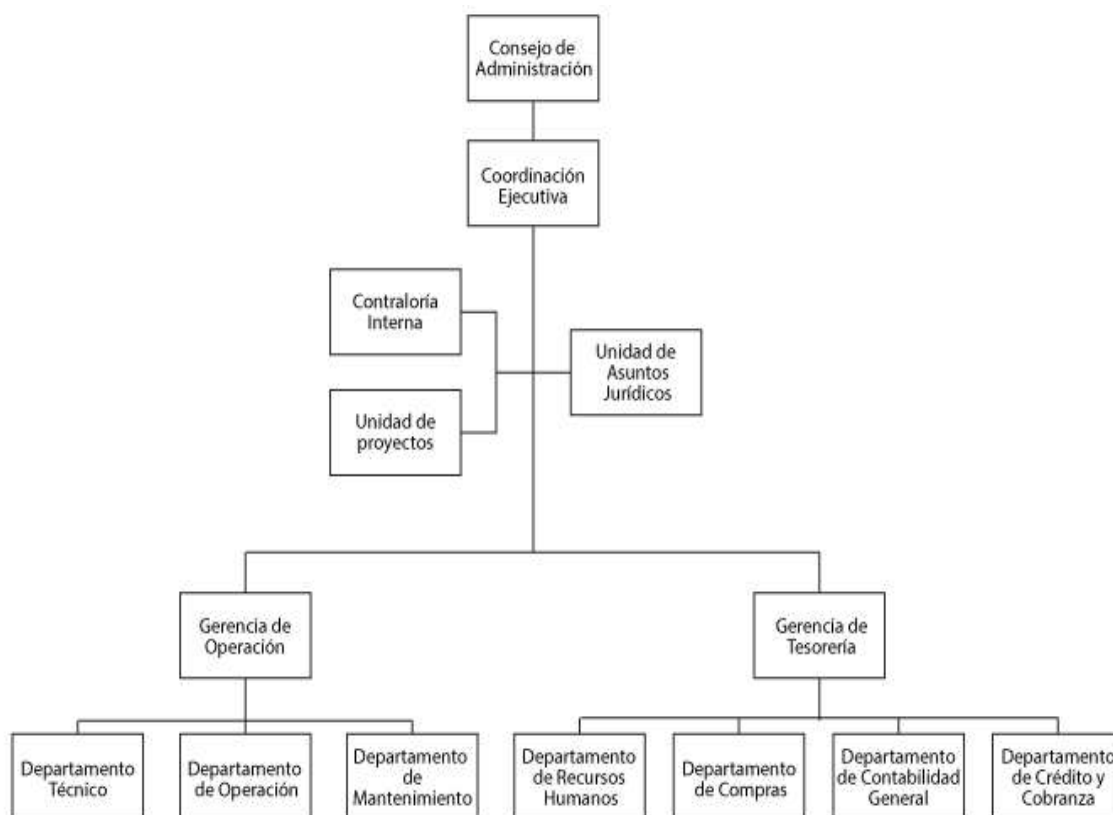 Consejo de
Administración
Coordinación
Ejecutiva
Contraloría
Interna
Unidad de
Asuntos
Jurídicos
Unidad de
proyectos
Gerencia de
Operación
Gerencia de
Tesorería
Departamento
Técnico
Departamento
de Operación
Departamento
de
Mantenimiento
Departamento
de Recursos
Humanos
Departamento
de Compras
Departamento
de Contabilidad
General
Departamento
de Crédito y
Cobranza